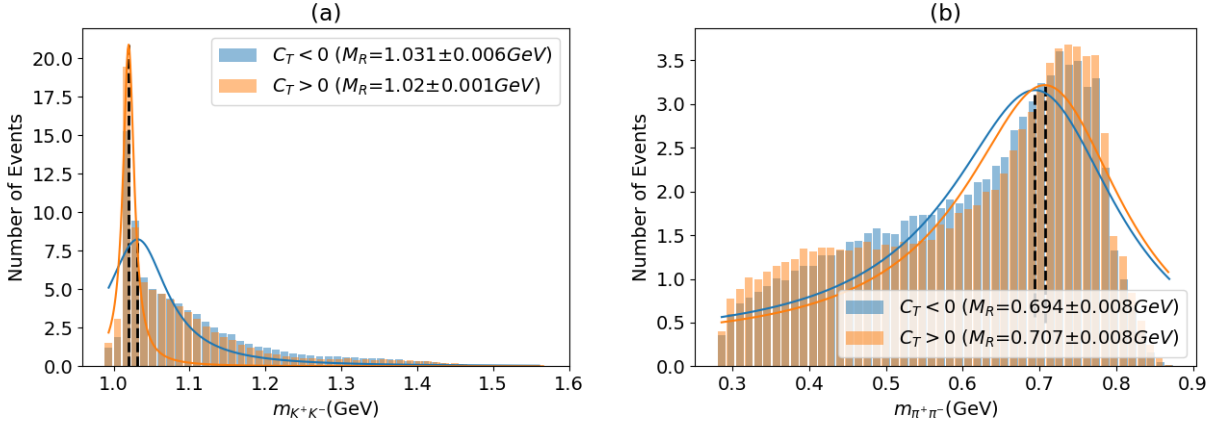 (a)
Number of Events
20.0
17.5
15.0
12.5
10.0
7.5
5.0
2.5
0.0
C_T < 0 (M_R=1.031±0.006GeV)
C_T > 0 (M_R=1.02±0.001GeV)
1.0 1.1 1.2 1.3 1.4 1.5 1.6
m_{K⁺K⁻}(GeV)
(b)
Number of Events
3.5
3.0
2.5
2.0
1.5
1.0
0.5
0.0
C_T < 0 (M_R=0.694±0.008GeV)
C_T > 0 (M_R=0.707±0.008GeV)
0.3 0.4 0.5 0.6 0.7 0.8 0.9
m_{π⁺π⁻}(GeV)